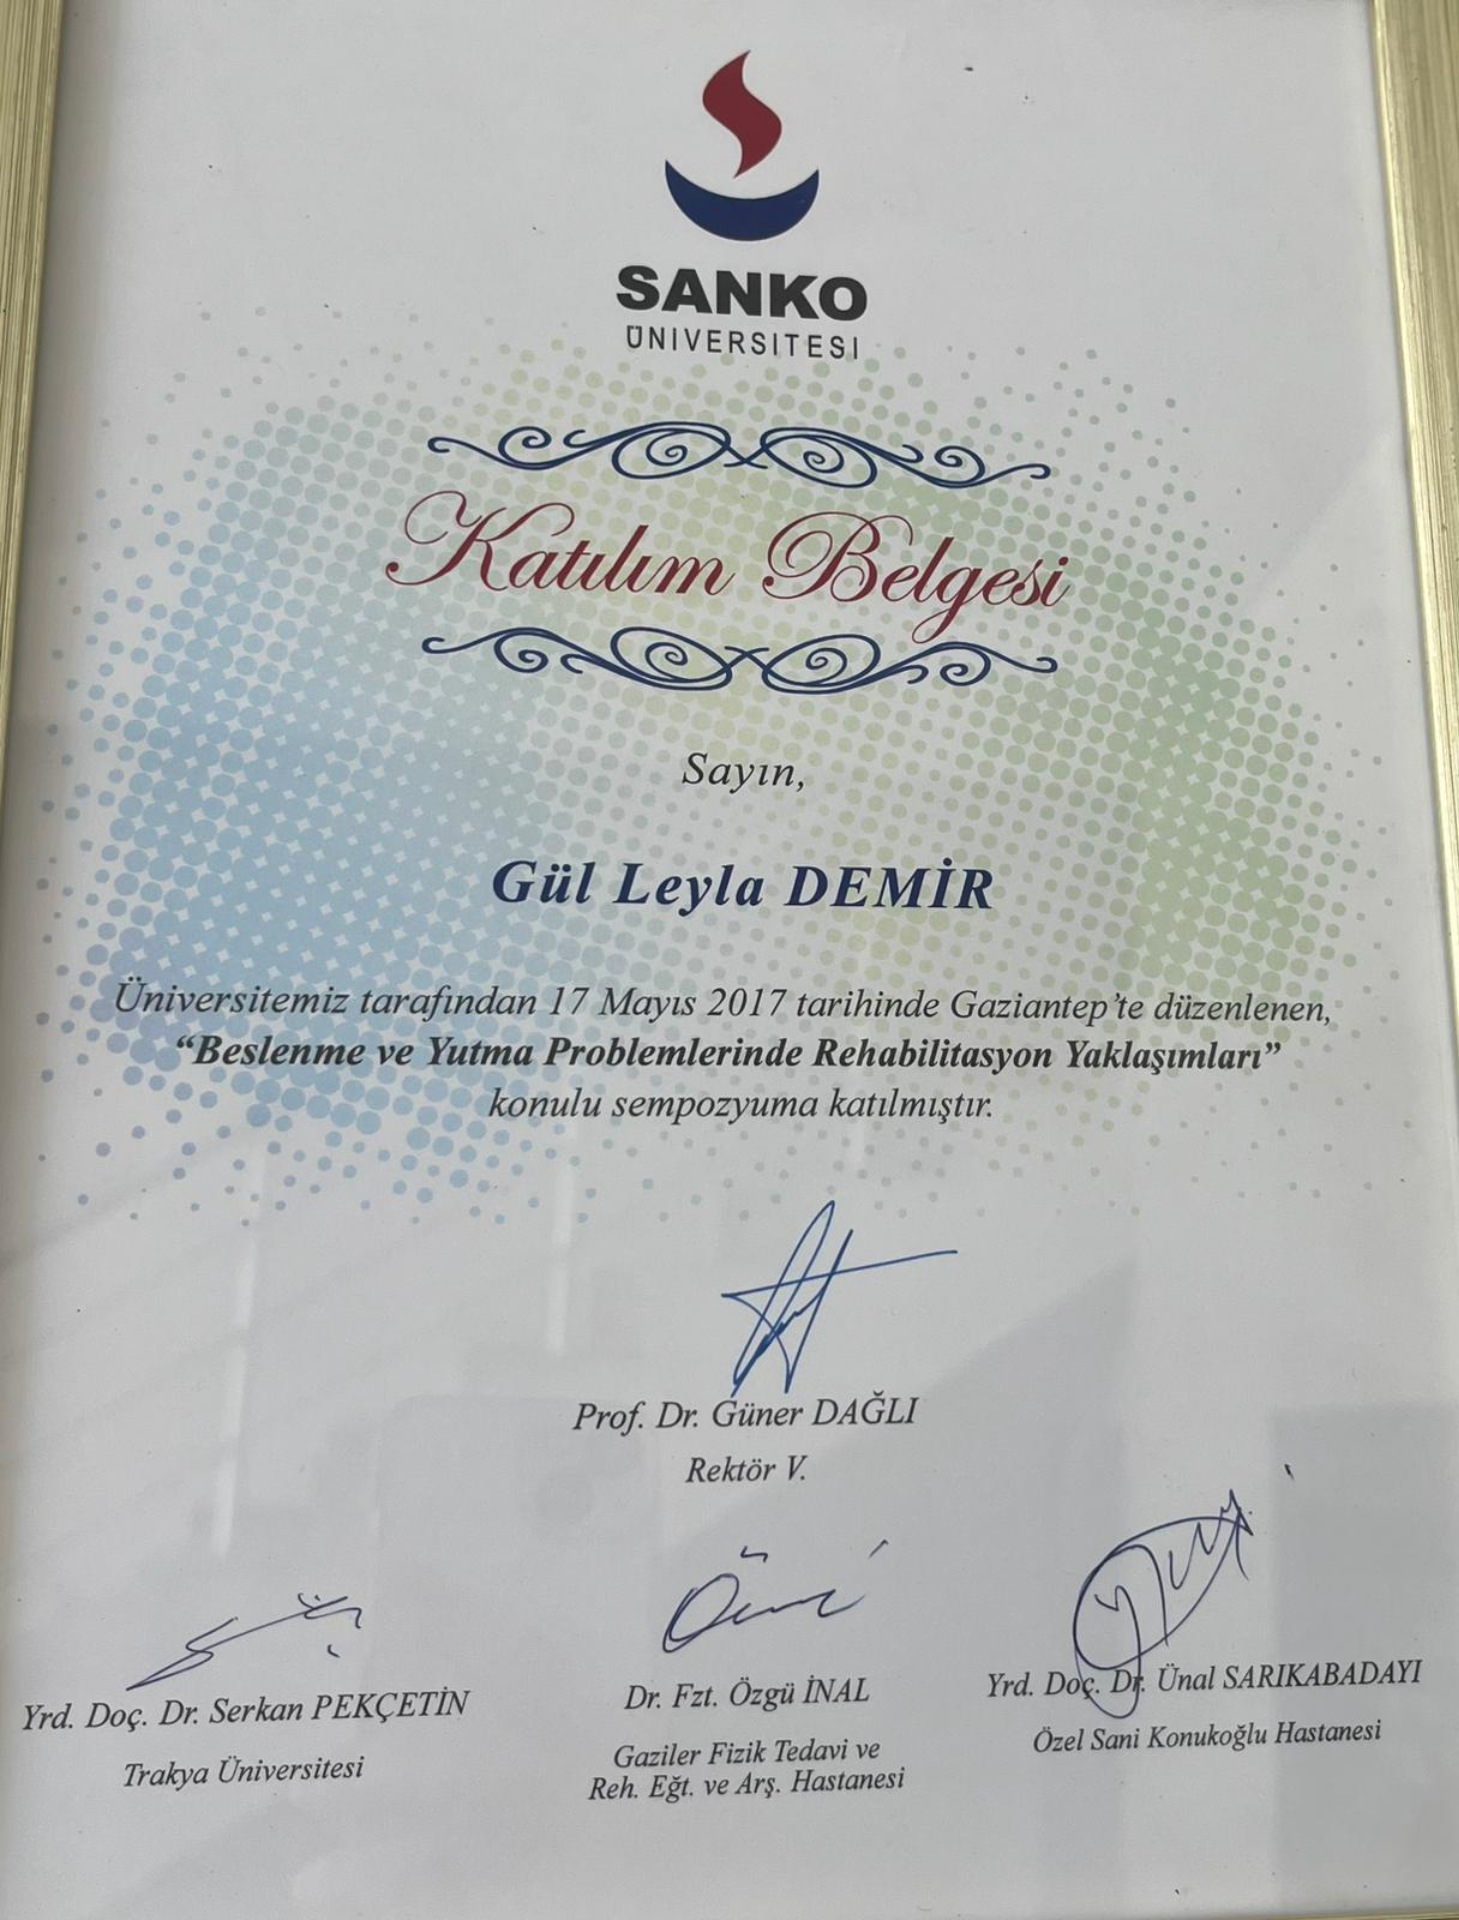 SANKO
ÜNİVERSİTESİ
Katılım Belgesi
Sayın,
Gül Leyla DEMİR
Üniversitemiz tarafından 17 Mayıs 2017 tarihinde Gaziantep'te düzenlenen,
“Beslenme ve Yutma Problemlerinde Rehabilitasyon Yaklaşımları”
konulu sempozyuma katılmıştır.
Prof. Dr. Güner DAĞLI
Rektör V.
Yrd. Doç. Dr. Serkan PEKÇETİN
Trakya Üniversitesi
Dr. Fzt. Özgü İNAL
Gaziler Fizik Tedavi ve
Reh. Eğt. ve Arş. Hastanesi
Yrd. Doç. Dr. Ünal SARIKABADAYI
Özel Sani Konukoğlu Hastanesi